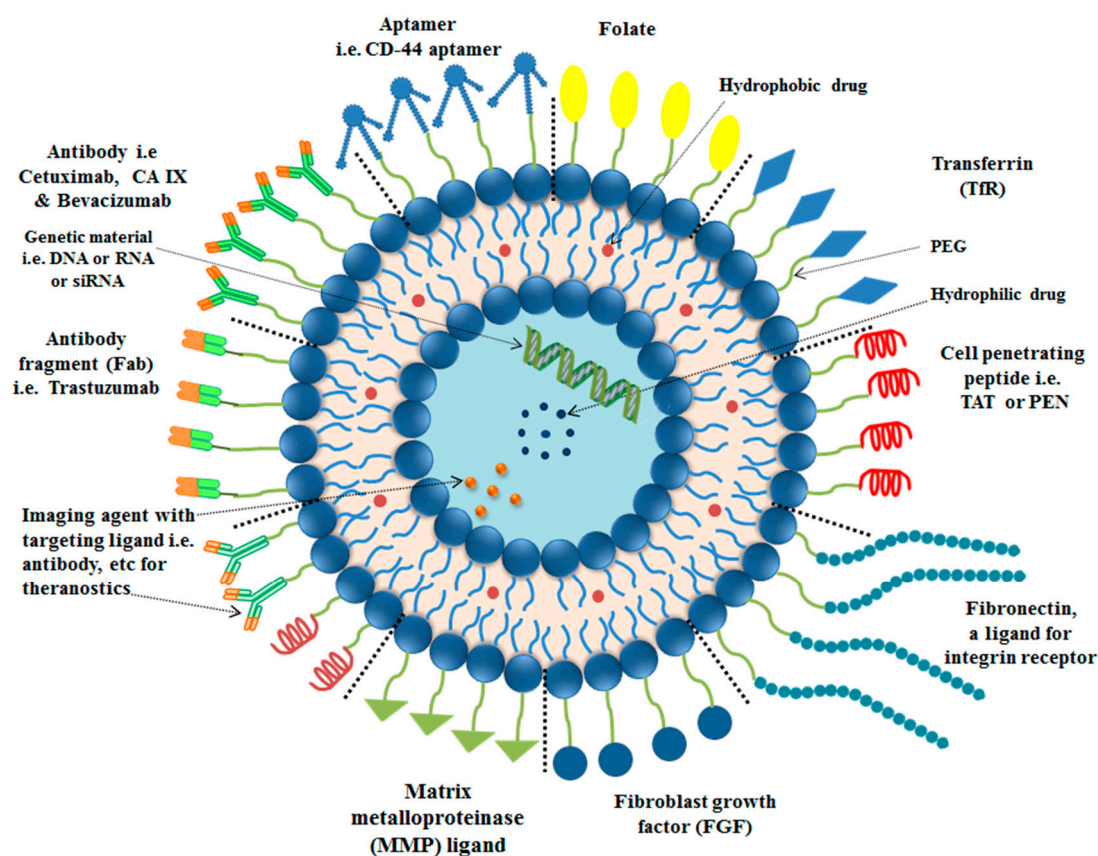 Aptamer
i.e. CD-44 aptamer
Folate
Hydrophobic drug
Antibody i.e
Cetuximab, CA IX
& Bevacizumab
Transferrin
(TfR)
Genetic material
i.e. DNA or RNA
or siRNA
PEG
Hydrophilic drug
Antibody
fragment (Fab)
i.e. Trastuzumab
Cell penetrating
peptide i.e.
TAT or PEN
Imaging agent with
targeting ligand i.e.
antibody, etc for
theranostics
Fibronectin,
a ligand for
integrin receptor
Matrix
metalloproteinase
(MMP) ligand
Fibroblast growth
factor (FGF)